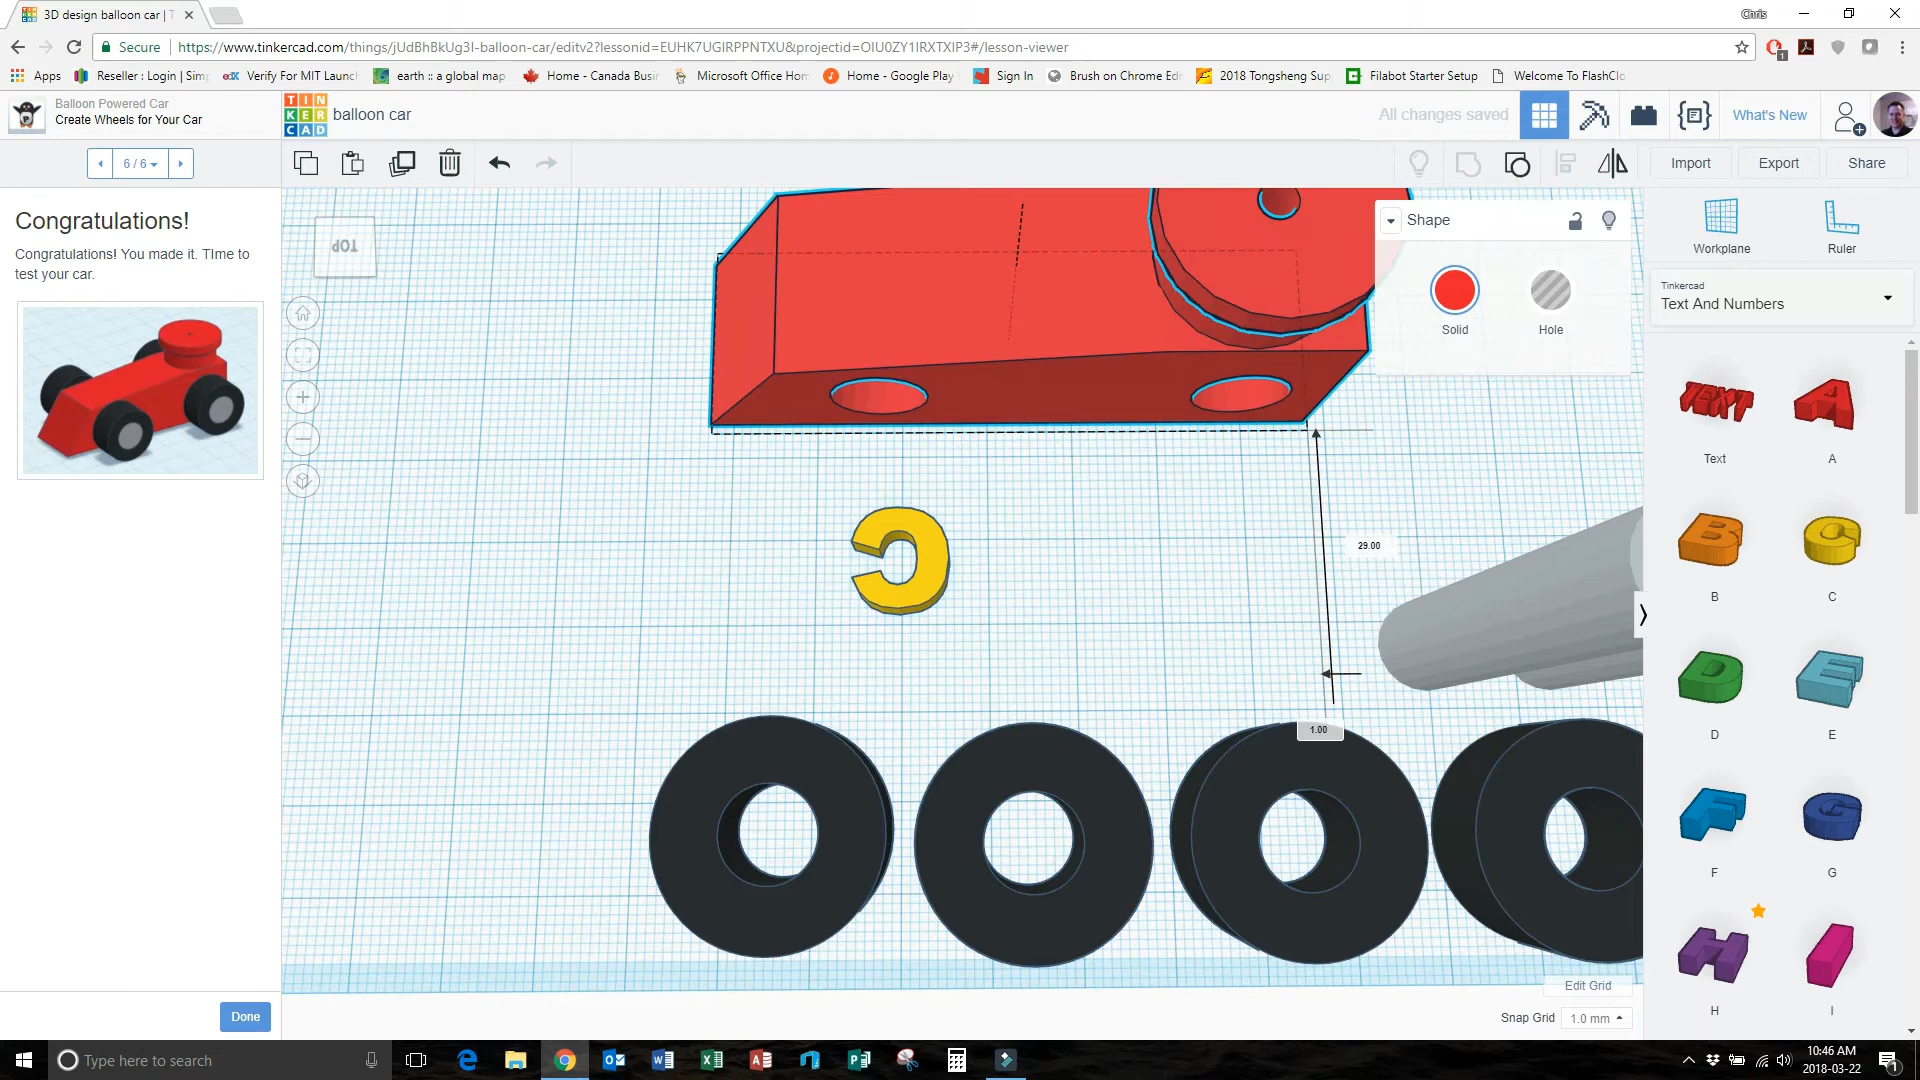 3D design balloon car | T
Chris
Secure
https://www.tinkercad.com/things/jUdBhBkUg3I-balloon-car/editv2?lessonid=EUHK7UGIRPPNTXU&projectid=OIU0ZY1IRXTXIP3#/lesson-viewer
1
Apps
Reseller : Login | Sim
edX Verify For MIT Launc
earth :: a global map
Home - Canada Busi
Microsoft Office Hom
Home - Google Play
Sign In
Brush on Chrome Ed
2018 Tongsheng Sup
Filabot Starter Setup
Welcome To FlashClo
Balloon Powered Car
Create Wheels for Your Car
TIN
KER
CAD
balloon car
All changes saved
What's New
6 / 6
Import
Export
Share
Congratulations!
Congratulations! You made it. TIme to
test your car.
TOP
Shape
Solid
Hole
Workplane
Ruler
Tinkercad
Text And Numbers
TEXT
A
Text
A
B
C
B
C
D
E
D
E
F
G
F
G
H
I
H
I
C
29.00
1.00
Edit Grid
Snap Grid
1.0 mm
Done
Type here to search
10:46 AM
2018-03-22
1